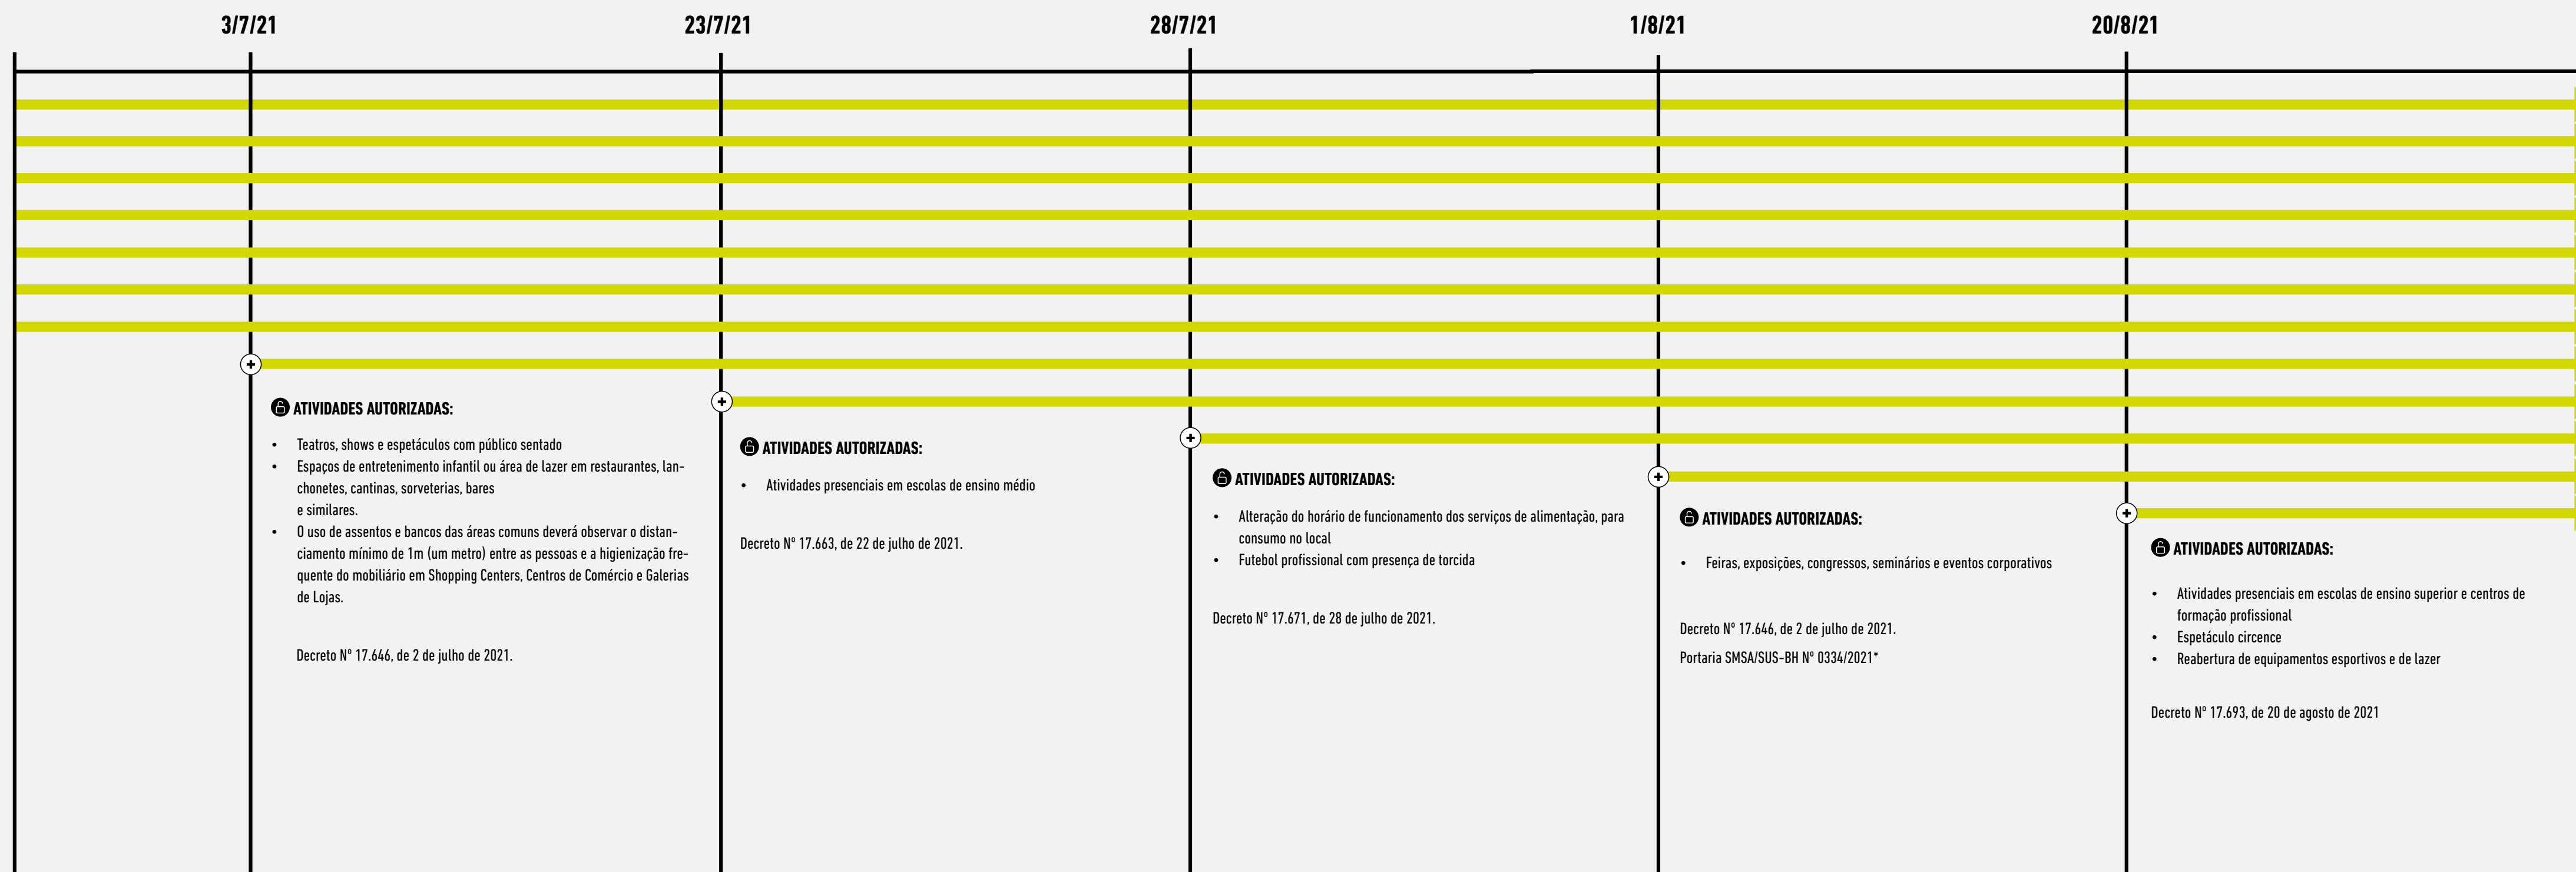 3/7/21
23/7/21
28/7/21
1/8/21
20/8/21
ATIVIDADES AUTORIZADAS:
• Teatros, shows e espetáculos com público sentado
• Espaços de entretenimento infantil ou área de lazer em restaurantes, lan-
chonetes, cantinas, sorveterias, bares
e similares.
• O uso de assentos e bancos das áreas comuns deverá observar o distan-
ciamento mínimo de 1m (um metro) entre as pessoas e a higienização fre-
quente do mobiliário em Shopping Centers, Centros de Comércio e Galerias
de Lojas.
Decreto Nº 17.646, de 2 de julho de 2021.
ATIVIDADES AUTORIZADAS:
• Atividades presenciais em escolas de ensino médio
Decreto Nº 17.663, de 22 de julho de 2021.
ATIVIDADES AUTORIZADAS:
• Alteração do horário de funcionamento dos serviços de alimentação, para
consumo no local
• Futebol profissional com presença de torcida
Decreto Nº 17.671, de 28 de julho de 2021.
ATIVIDADES AUTORIZADAS:
• Feiras, exposições, congressos, seminários e eventos corporativos
Decreto Nº 17.646, de 2 de julho de 2021.
Portaria SMSA/SUS-BH Nº 0334/2021*
ATIVIDADES AUTORIZADAS:
• Atividades presenciais em escolas de ensino superior e centros de
formação profissional
• Espetáculo circence
• Reabertura de equipamentos esportivos e de lazer
Decreto Nº 17.693, de 20 de agosto de 2021